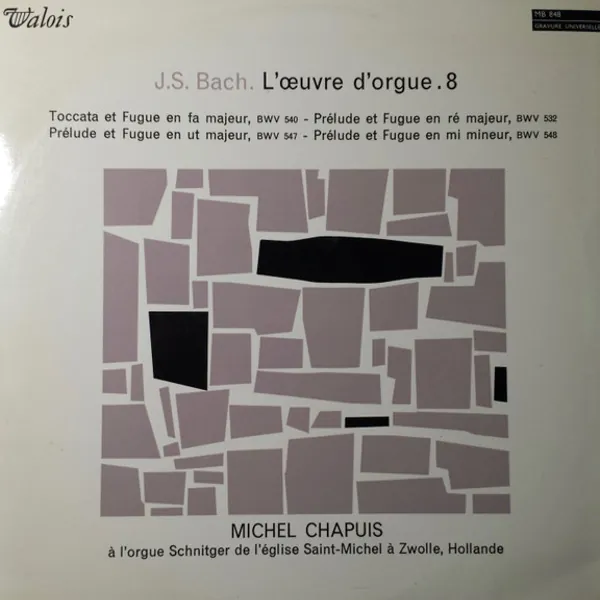 Valois
MB 848
GRAVURE UNIVERSELLE
J.S. Bach. L'œuvre d'orgue.8
Toccata et Fugue en fa majeur, BWV 540 - Prélude et Fugue en ré majeur, BWV 532
Prélude et Fugue en ut majeur, BWV 547 - Prélude et Fugue en mi mineur, BWV 548
MICHEL CHAPUIS
à l'orgue Schnitger de l'église Saint-Michel à Zwolle, Hollande